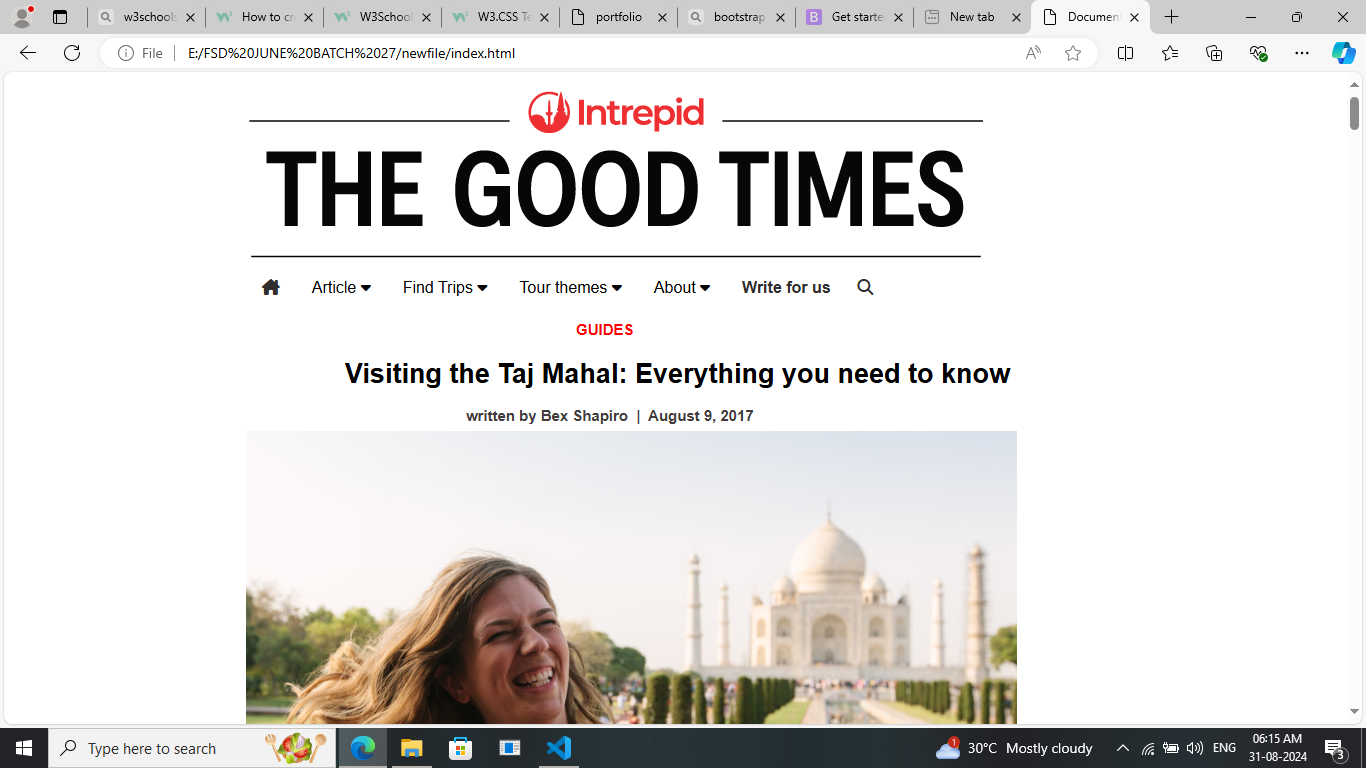 w3schools
How to cr
W3School
W3.CSS Te
portfolio
bootstrap
Get starte
New tab
Document
File
E:/FSD%20JUNE%20BATCH%2027/newfile/index.html
Intrepid
THE GOOD TIMES
Article
Find Trips
Tour themes
About
Write for us
GUIDES
Visiting the Taj Mahal: Everything you need to know
written by Bex Shapiro | August 9, 2017
Type here to search
1
30°C Mostly cloudy
ENG
06:15 AM
31-08-2024
3